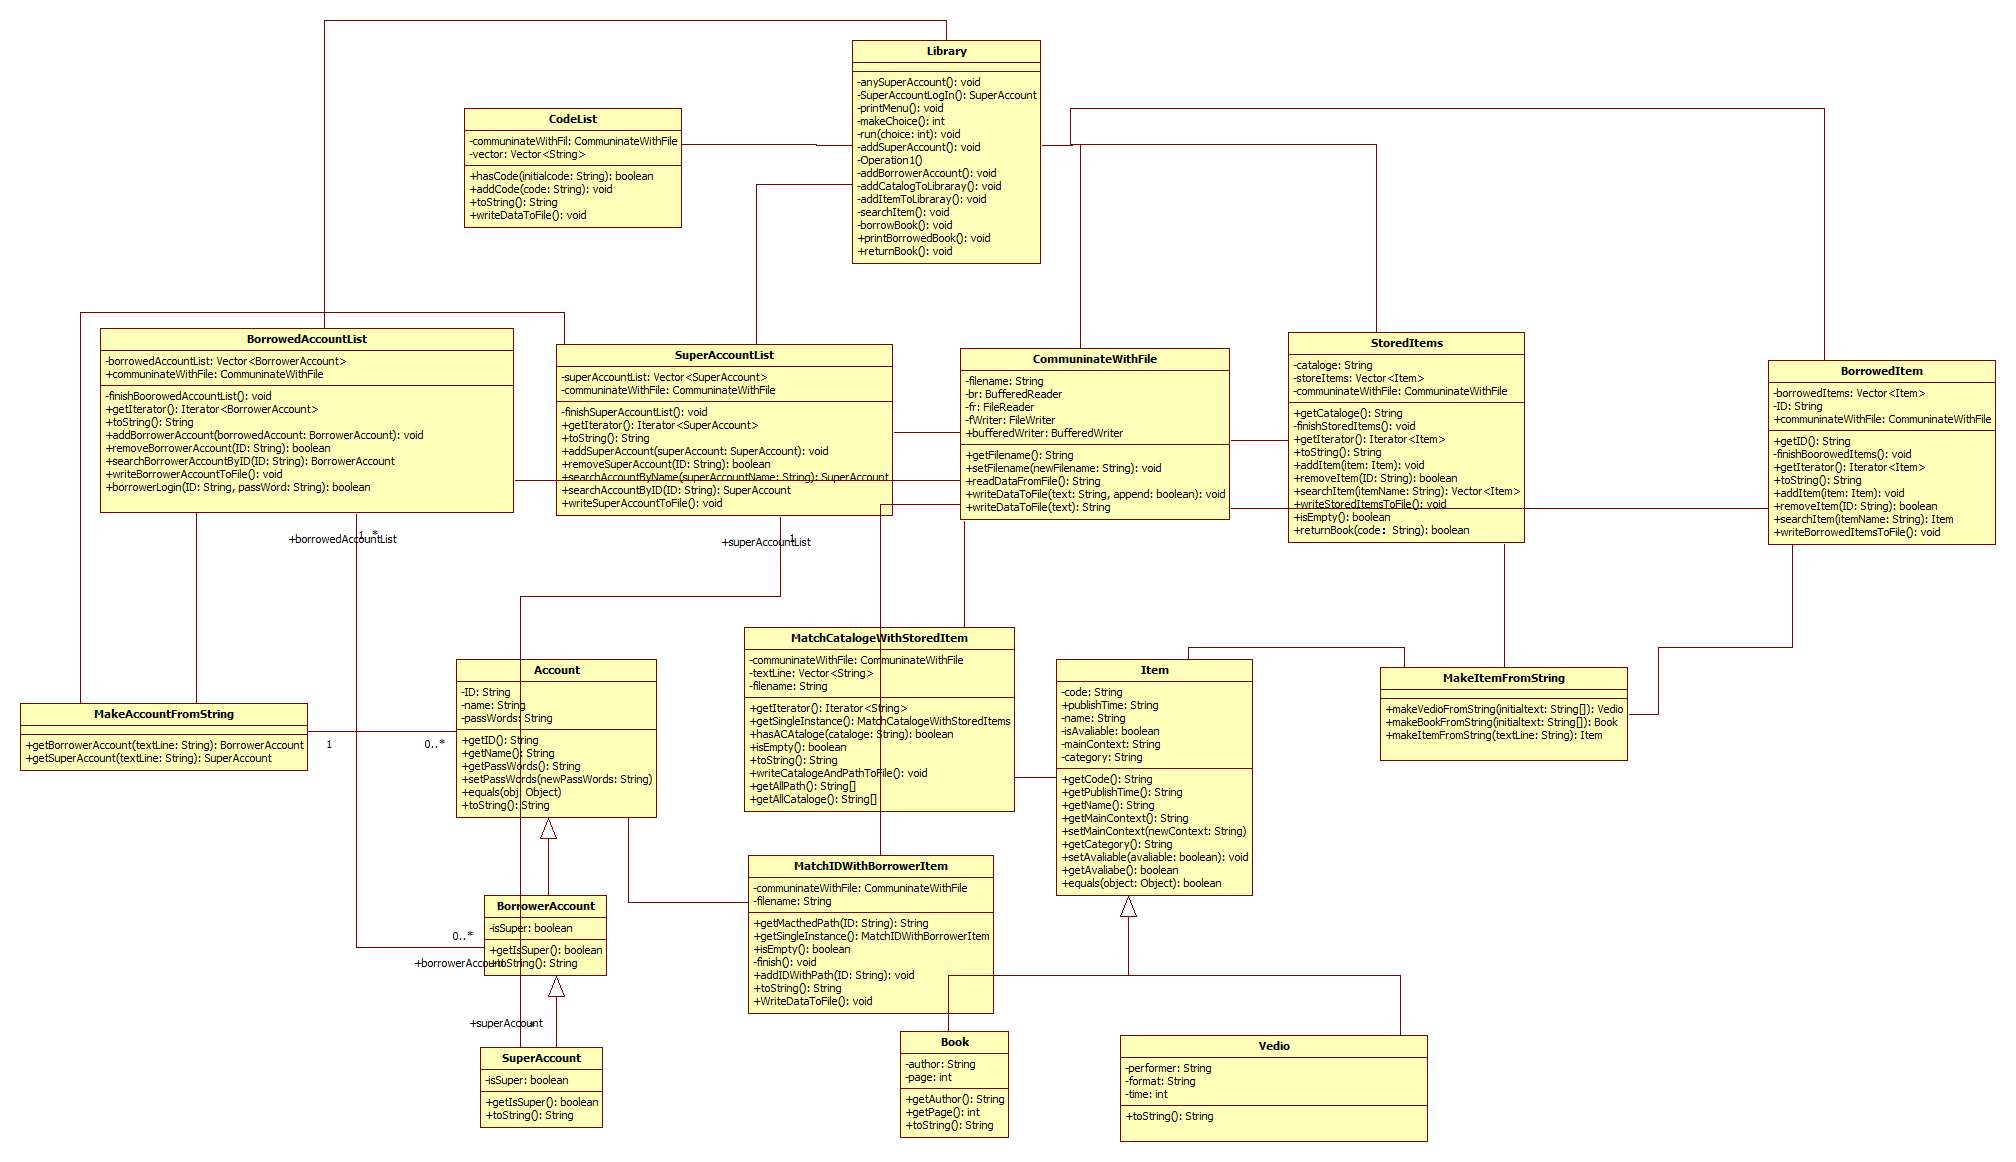 Library
-anySuperAccount(): void
-SuperAccountLogIn(): SuperAccount
-printMenu(): void
-makeChoice(): int
-run(choice: int): void
-addSuperAccount(): void
-Operation1()
-addBorrowerAccount(): void
-addCatalogToLibraray(): void
-addItemToLibraray(): void
-searchItem(): void
-borrowBook(): void
+printBorrowedBook(): void
+returnBook(): void
CodeList
-communinateWithFil: CommuninateWithFile
-vector: Vector<String>
+hasCode(initialcode: String): boolean
+addCode(code: String): void
+toString(): String
+writeDataToFile(): void
BorrowedAccountList
-borrowedAccountList: Vector<BorrowerAccount>
+communinateWithFile: CommuninateWithFile
-finishBoorowedAccountList(): void
+getIterator(): Iterator<BorrowerAccount>
+toString(): String
+addBorrowerAccount(borrowedAccount: BorrowerAccount): void
+removeBorrowerAccount(ID: String): boolean
+searchBorrowerAccountByID(ID: String): BorrowerAccount
+writeBorrowerAccountToFile(): void
+borrowerLogin(ID: String, passWord: String): boolean
SuperAccountList
-superAccountList: Vector<SuperAccount>
-communinateWithFile: CommuninateWithFile
-finishSuperAccountList(): void
+getIterator(): Iterator<SuperAccount>
+toString(): String
+addSuperAccount(superAccount: SuperAccount): void
+removeSuperAccount(ID: String): boolean
+searchAccountByName(superAccountName: String): SuperAccount
+searchAccountByID(ID: String): SuperAccount
+writeSuperAccountToFile(): void
CommuninateWithFile
-filename: String
-br: BufferedReader
-fr: FileReader
-fWriter: FileWriter
+bufferedWriter: BufferedWriter
+getFilename(): String
+setFilename(newFilename: String): void
+readDataFromFile(): String
+writeDataToFile(text: String, append: boolean): void
+writeDataToFile(text): String
StoredItems
-cataloge: String
-storeItems: Vector<Item>
-communinateWithFile: CommuninateWithFile
+getCataloge(): String
-finishStoredItems(): void
+getIterator(): Iterator<Item>
+toString(): String
+addItem(item: Item): void
+removeItem(ID: String): boolean
+searchItem(itemName: String): Vector<Item>
+writeStoredItemsToFile(): void
+isEmpty(): boolean
+returnBook(code: String): boolean
BorrowedItem
-borrowedItems: Vector<Item>
-ID: String
+communinateWithFile: CommuninateWithFile
+getID(): String
-finishBoorowedItems(): void
+getIterator(): Iterator<Item>
+toString(): String
+addItem(item: Item): void
+removeItem(ID: String): boolean
+searchItem(itemName: String): Item
+writeBorrowedItemsToFile(): void
+borrowedAccountList
1..*
+superAccountList
1
MakeAccountFromString
+getBorrowerAccount(textLine: String): BorrowerAccount
+getSuperAccount(textLine: String): SuperAccount
1
0..*
Account
-ID: String
-name: String
-passWords: String
+getID(): String
+getName(): String
+getPassWords(): String
+setPassWords(newPassWords: String)
+equals(obj: Object)
+toString(): String
MatchCatalogeWithStoredItem
-communinateWithFile: CommuninateWithFile
-textLine: Vector<String>
-filename: String
+getIterator(): Iterator<String>
+getSingleInstance(): MatchCatalogeWithStoredItems
+hasACAtaloge(cataloge: String): boolean
+isEmpty(): boolean
+toString(): String
+writeCatalogeAndPathToFile(): void
+getAllPath(): String[]
+getAllCataloge(): String[]
Item
-code: String
+publishTime: String
-name: String
-isAvaliable: boolean
-mainContext: String
-category: String
+getCode(): String
+getPublishTime(): String
+getName(): String
+getMainContext(): String
+setMainContext(newContext: String)
+getCategory(): String
+setAvaliable(avaliable: boolean): void
+getAvaliabe(): boolean
+equals(object: Object): boolean
MakeItemFromString
+makeVedioFromString(initialtext: String[]): Vedio
+makeBookFromString(initialtext: String[]): Book
+makeItemFromString(textLine: String): Item
MatchIDWithBorrowerItem
-communinateWithFile: CommuninateWithFile
-filename: String
+getMacthedPath(ID: String): String
+getSingleInstance(): MatchIDWithBorrowerItem
+isEmpty(): boolean
-finish(): void
+addIDWithPath(ID: String): void
+toString(): String
+WriteDataToFile(): void
BorrowerAccount
-isSuper: boolean
+getIsSuper(): boolean
+toString(): String
0..*
+borrowerAccount
+superAccount
SuperAccount
-isSuper: boolean
+getIsSuper(): boolean
+toString(): String
Book
-author: String
-page: int
+getAuthor(): String
+getPage(): int
+toString(): String
Vedio
-performer: String
-format: String
-time: int
+toString(): String